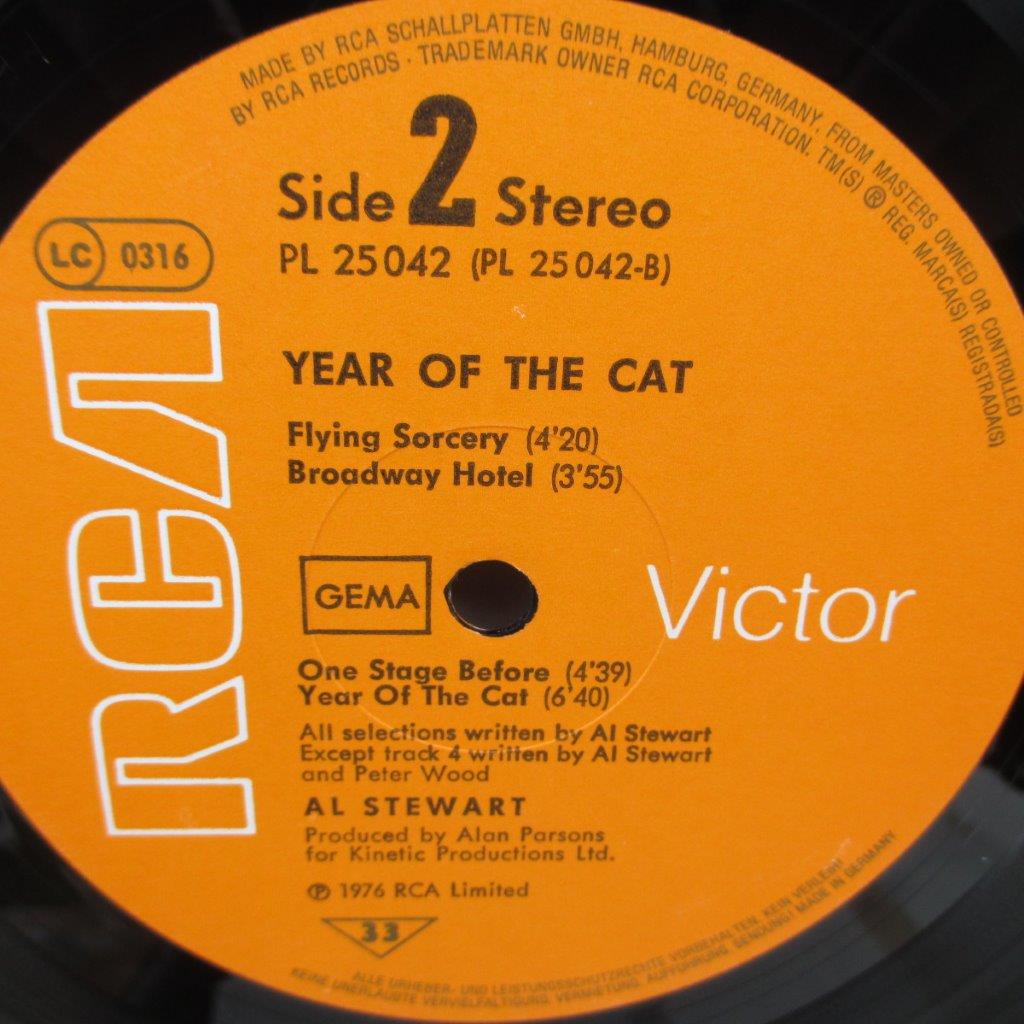 MADE BY RCA SCHALLPLATTEN GMBH, HAMBURG, GERMANY, FROM MASTERS OWNED OR CONTROLLED
BY RCA RECORDS · TRADEMARK OWNER RCA CORPORATION. TM(S) ® REG. MARCA(S) REGISTRADA(S)
Side 2 Stereo
LC 0316
PL 25042 (PL 25042-B)
RCA
YEAR OF THE CAT
Flying Sorcery (4'20)
Broadway Hotel (3'55)
GEMA
Victor
One Stage Before (4'39)
Year Of The Cat (6'40)
All selections written by Al Stewart
Except track 4 written by Al Stewart
and Peter Wood
AL STEWART
Produced by Alan Parsons
for Kinetic Productions Ltd.
℗ 1976 RCA Limited
33
ALLE URHEBER- UND LEISTUNGSSCHUTZRECHTE VORBEHALTEN. KEIN VERLEIH!
KEINE UNERLAUBTE VERVIELFÄLTIGUNG, VERMIETUNG, AUFFÜHRUNG, SENDUNG! MADE IN GERMANY